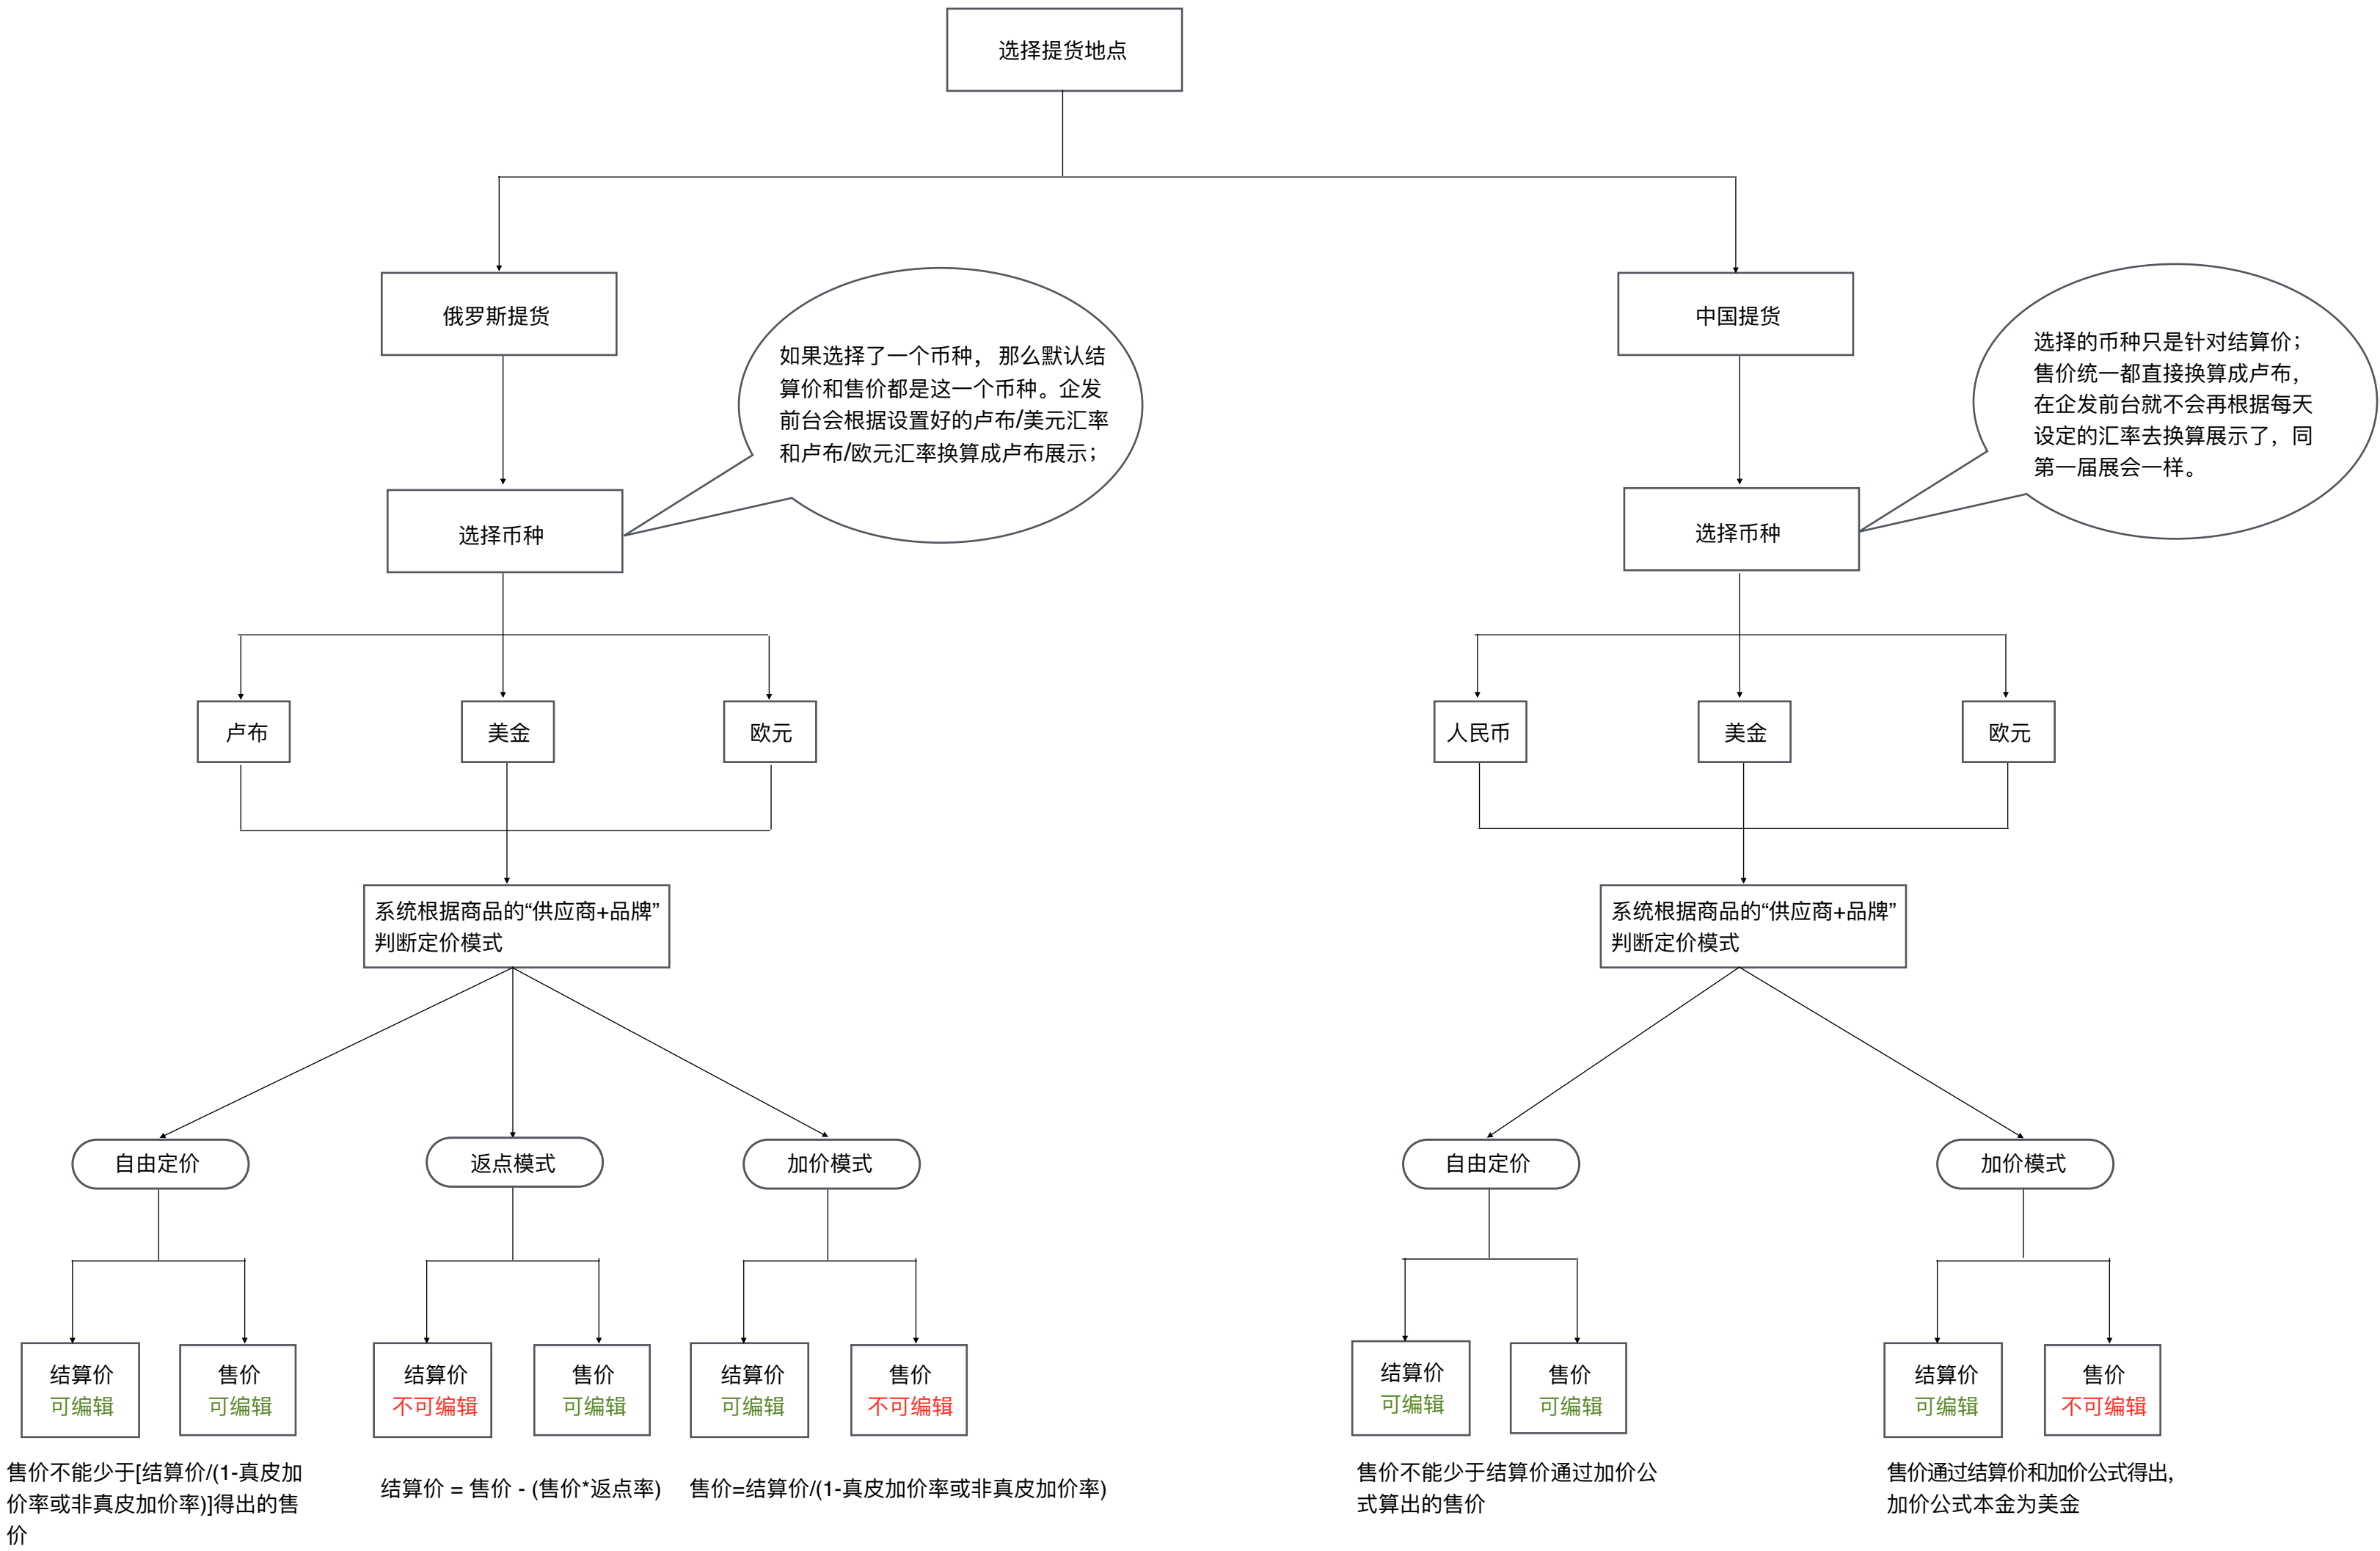 选择提货地点
俄罗斯提货
中国提货
如果选择了一个币种， 那么默认结
算价和售价都是这一个币种。企发
前台会根据设置好的卢布/美元汇率
和卢布/欧元汇率换算成卢布展示；
选择的币种只是针对结算价；
售价统一都直接换算成卢布，
在企发前台就不会再根据每天
设定的汇率去换算展示了，同
第一届展会一样。
选择币种
选择币种
卢布
美金
欧元
人民币
美金
欧元
系统根据商品的“供应商+品牌”
判断定价模式
系统根据商品的“供应商+品牌”
判断定价模式
自由定价
返点模式
加价模式
自由定价
加价模式
结算价
可编辑
售价
可编辑
结算价
不可编辑
售价
可编辑
结算价
可编辑
售价
不可编辑
结算价
可编辑
售价
可编辑
结算价
可编辑
售价
不可编辑
售价不能少于[结算价/(1-真皮加
价率或非真皮加价率)]得出的售
价
结算价 = 售价 - (售价*返点率)
售价=结算价/(1-真皮加价率或非真皮加价率)
售价不能少于结算价通过加价公
式算出的售价
售价通过结算价和加价公式得出，
加价公式本金为美金